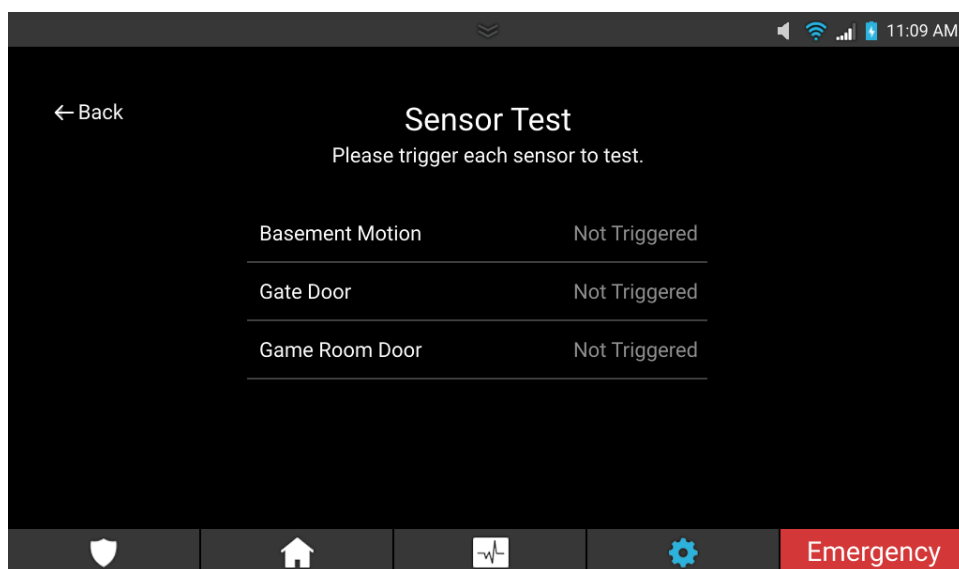 11:09 AM
Back
Sensor Test
Please trigger each sensor to test.
Basement Motion Not Triggered
Gate Door Not Triggered
Game Room Door Not Triggered
Emergency